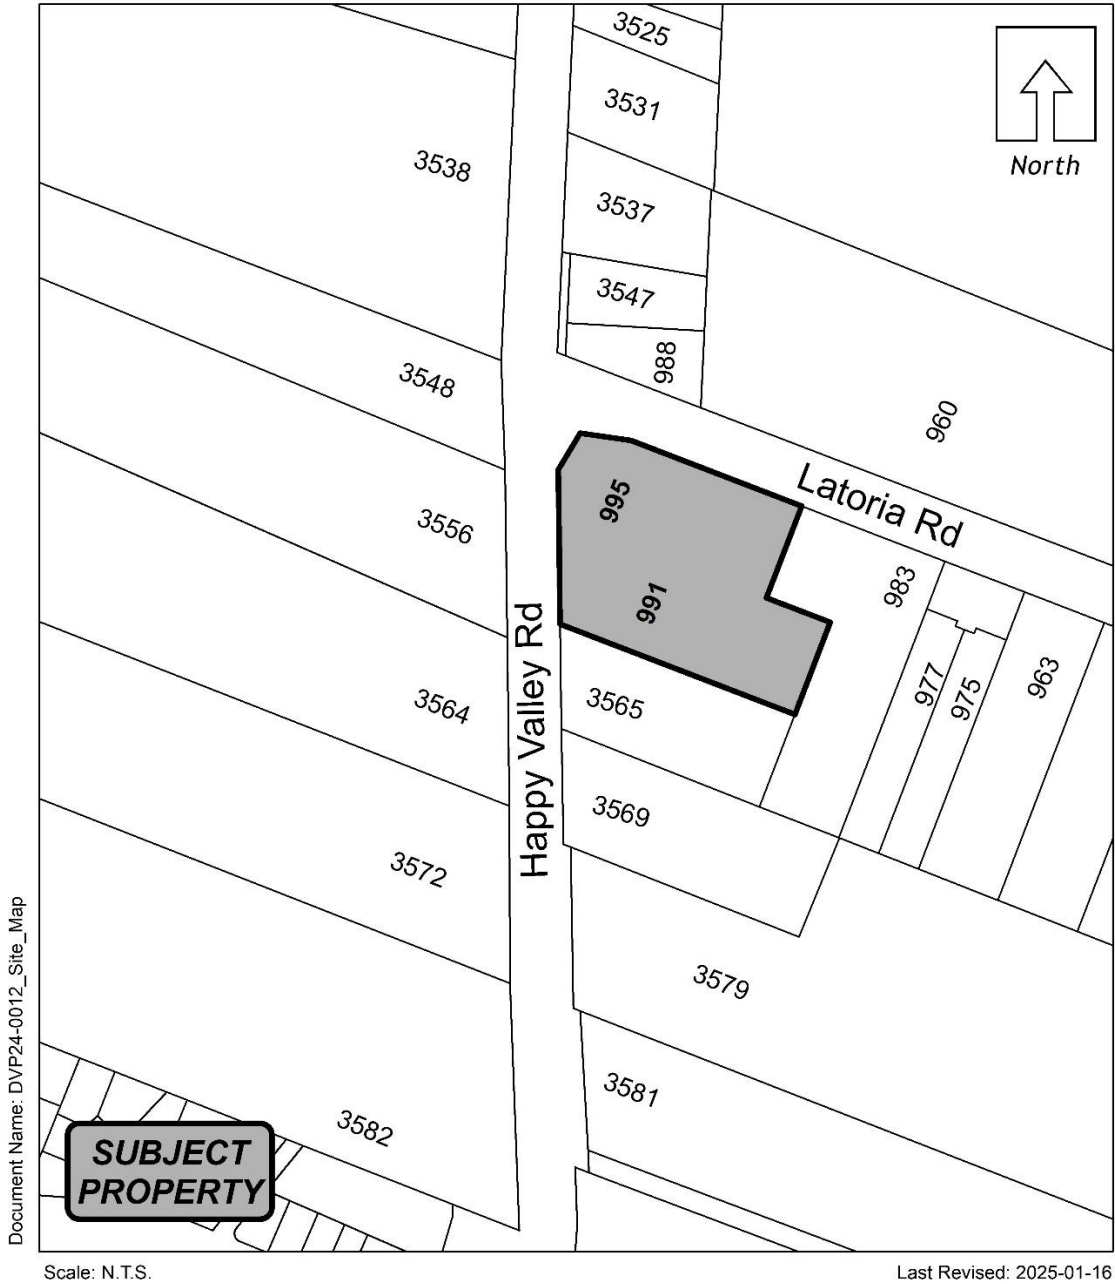 3525
3531
North
3538
3537
3547
988
3548
960
Latoria Rd
995
3556
983
991
Happy Valley Rd
3565
977
975
963
3564
3569
3572
3579
3581
3582
SUBJECT
PROPERTY
Document Name: DVP24-0012_Site_Map
Scale: N.T.S.
Last Revised: 2025-01-16